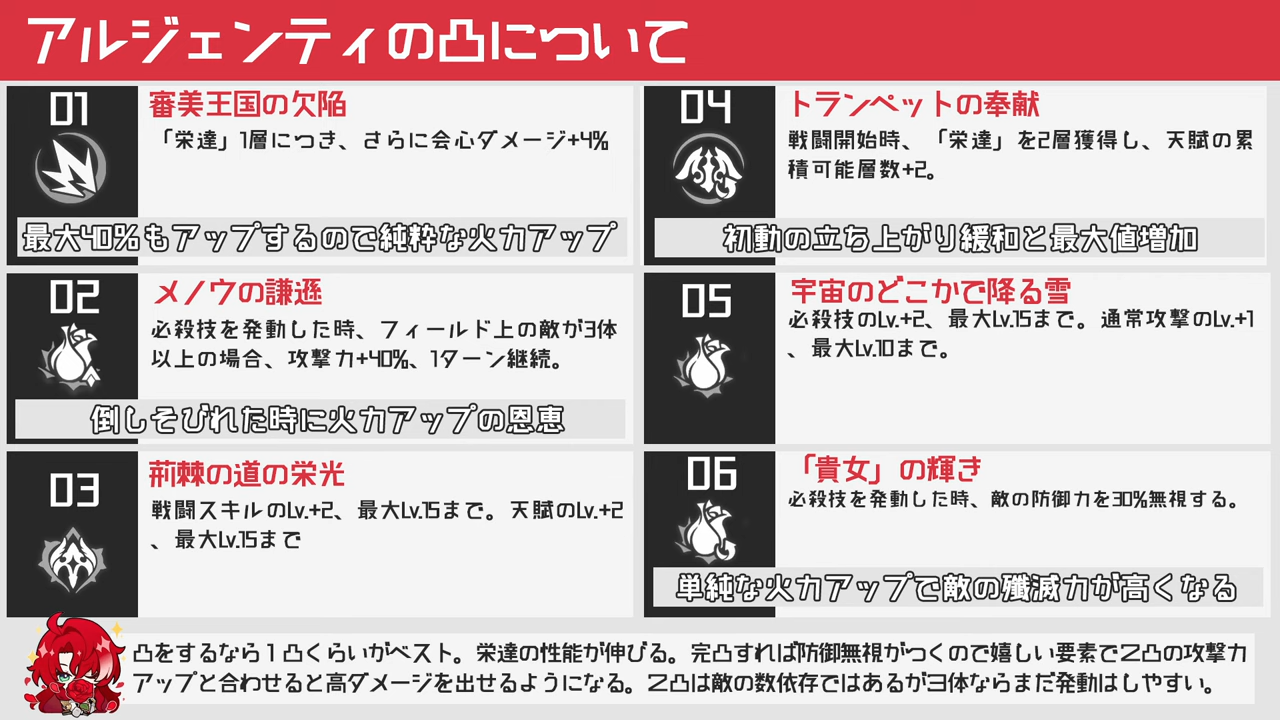 アルジェンティの凸について
01
審美王国の欠陥
「栄達」1層につき、さらに会心ダメージ+4%
最大40%もアップするので純粋な火力アップ
02
メノウの謙遜
必殺技を発動した時、フィールド上の敵が3体
以上の場合、攻撃力+40%、1ターン継続。
倒しそびれた時に火力アップの恩恵
03
荊棘の道の栄光
戦闘スキルのLv.+2、最大Lv.15まで。天賦のLv.+2
、最大Lv.15まで
04
トランペットの奉献
戦闘開始時、「栄達」を2層獲得し、天賦の累
積可能層数+2。
初動の立ち上がり緩和と最大値増加
05
宇宙のどこかで降る雪
必殺技のLv.+2、最大Lv.15まで。通常攻撃のLv.+1
、最大Lv.10まで。
06
「貴女」の輝き
必殺技を発動した時、敵の防御力を30%無視する。
単純な火力アップで敵の殲滅力が高くなる
凸をするなら1凸くらいがベスト。栄達の性能が伸びる。完凸すれば防御無視がつくので嬉しい要素で2凸の攻撃力
アップと合わせると高ダメージを出せるようになる。2凸は敵の数依存ではあるが3体ならまだ発動はしやすい。